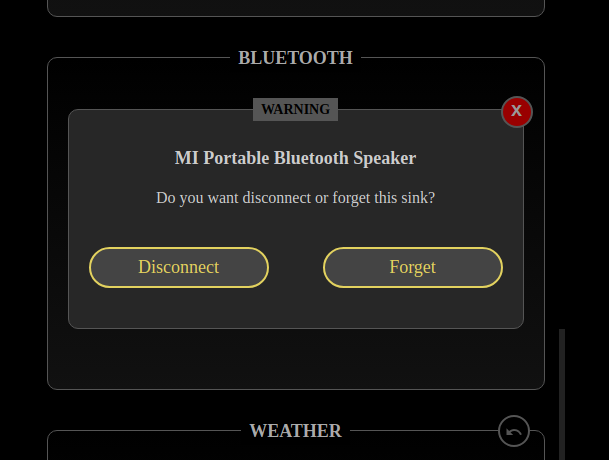 BLUETOOTH
WARNING
X
MI Portable Bluetooth Speaker
Do you want disconnect or forget this sink?
Disconnect Forget
WEATHER